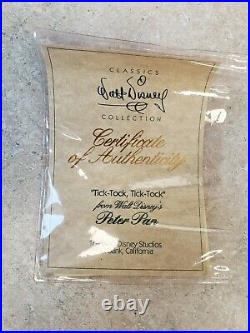 CLASSICS
Walt Disney
COLLECTION
Certificate
of Authenticity
"Tick-Tock, Tick-Tock"
from Walt Disney's
Peter Pan
Disney Studios
California